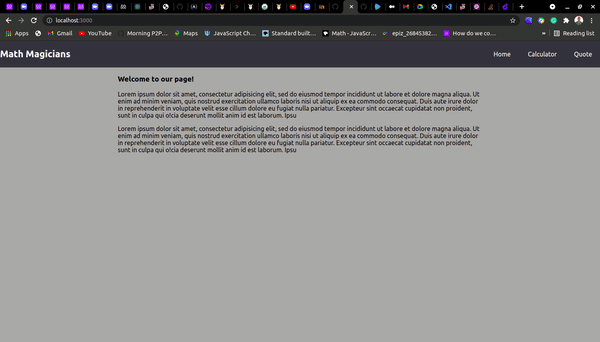 localhost:3000
Apps Gmail YouTube Morning P2P... Maps JavaScript Ch... Standard built... Math - JavaScr... epiz_26845382... How do we co... » Reading list
Math Magicians Home Calculator Quote
Welcome to our page!
Lorem ipsum dolor sit amet, consectetur adipisicing elit, sed do eiusmod tempor incididunt ut labore et dolore magna aliqua. Ut
enim ad minim veniam, quis nostrud exercitation ullamco laboris nisi ut aliquip ex ea commodo consequat. Duis aute irure dolor
in reprehenderit in voluptate velit esse cillum dolore eu fugiat nulla pariatur. Excepteur sint occaecat cupidatat non proident,
sunt in culpa qui o!cia deserunt mollit anim id est laborum. Ipsu
Lorem ipsum dolor sit amet, consectetur adipisicing elit, sed do eiusmod tempor incididunt ut labore et dolore magna aliqua. Ut
enim ad minim veniam, quis nostrud exercitation ullamco laboris nisi ut aliquip ex ea commodo consequat. Duis aute irure dolor
in reprehenderit in voluptate velit esse cillum dolore eu fugiat nulla pariatur. Excepteur sint occaecat cupidatat non proident,
sunt in culpa qui o!cia deserunt mollit anim id est laborum. Ipsu